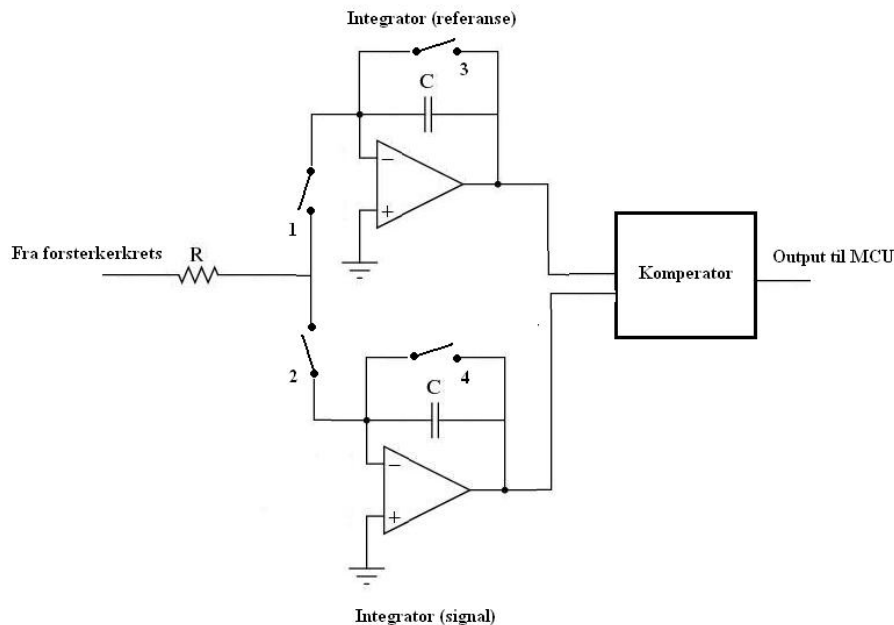 Integrator (referanse)
3
C
−
+
1
Fra forsterkerkrets
R
Komperator
Output til MCU
2
4
C
−
+
Integrator (signal)